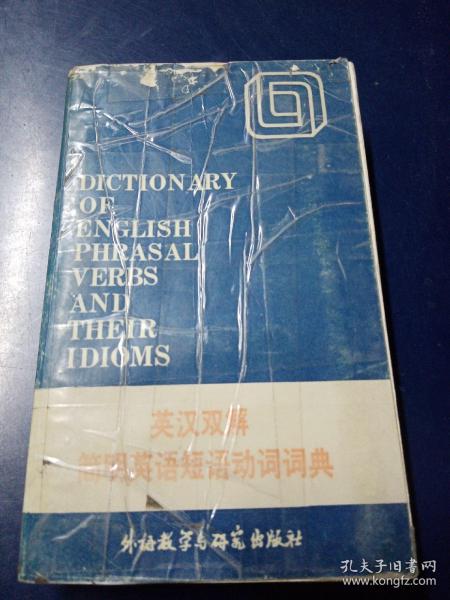 DICTIONARY
OF
ENGLISH
PHRASAL
VERBS
AND
THEIR
IDIOMS
英汉双解
简明英语短语动词词典
外语教学与研究出版社
孔夫子旧书网
www.kongfz.com